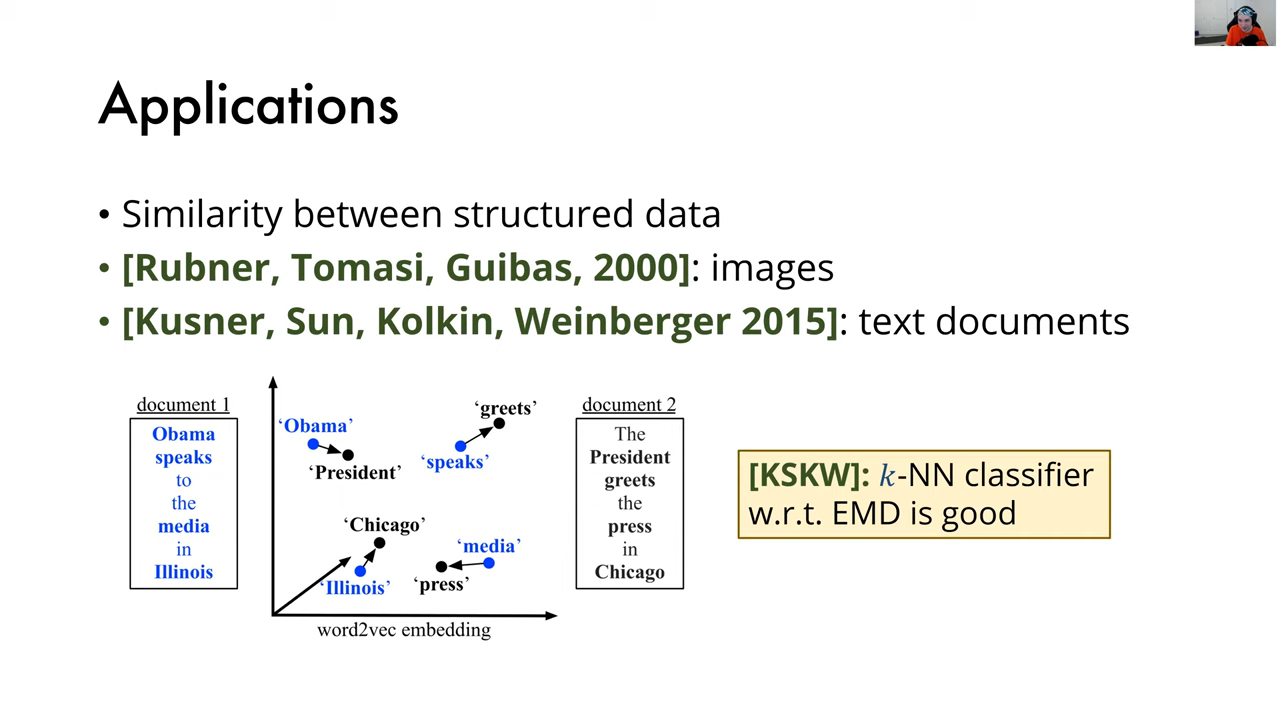 Applications
• Similarity between structured data
• [Rubner, Tomasi, Guibas, 2000]: images
• [Kusner, Sun, Kolkin, Weinberger 2015]: text documents
document 1
Obama
speaks
to
the
media
in
Illinois
‘Obama’
‘President’
‘greets’
‘speaks’
‘Chicago’
‘Illinois’
‘media’
‘press’
word2vec embedding
document 2
The
President
greets
the
press
in
Chicago
[KSKW]: k-NN classifier
w.r.t. EMD is good